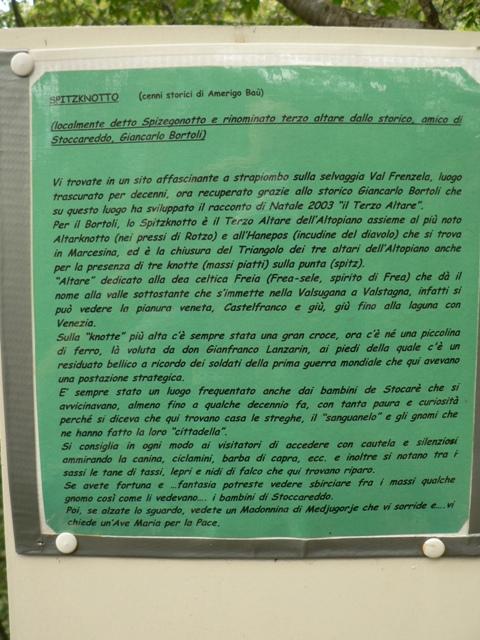 SPITZKNOTTO (cenni storici di Amerigo Baù)
(localmente detto Spizegonotto e rinominato terzo altare dallo storico, amico di
Stoccareddo, Giancarlo Bortoli)
Vi trovate in un sito affascinante a strapiombo sulla selvaggia Val Frenzela, luogo
trascurato per decenni, ora recuperato grazie allo storico Giancarlo Bortoli che
su questo luogo ha sviluppato il racconto di Natale 2003 "il Terzo Altare".
Per il Bortoli, lo Spitzknotto è il Terzo Altare dell'Altopiano assieme al più noto
Altarknotto (nei pressi di Rotzo) e all'Hanepos (incudine del diavolo) che si trova
in Marcesina, ed è la chiusura del Triangolo dei tre altari dell'Altopiano anche
per la presenza di tre knotte (massi piatti) sulla punta (spitz).
"Altare" dedicato alla dea celtica Freia (Frea-sele, spirito di Frea) che dà il
nome alla valle sottostante che s'immette nella Valsugana a Valstagna, infatti si
può vedere la pianura veneta, Castelfranco e giù, giù fino alla laguna con
Venezia.
Sulla "knotte" più alta c'è sempre stata una gran croce, ora c'é né una piccolina
di ferro, là voluta da don Gianfranco Lanzarin, ai piedi della quale c'è un
residuato bellico a ricordo dei soldati della prima guerra mondiale che quì avevano
una postazione strategica.
E' sempre stato un luogo frequentato anche dai bambini de Stocarè che si
avvicinavano, almeno fino a qualche decennio fa, con tanta paura e curiosità
perché si diceva che quì trovano casa le streghe, il "sanguanelo" e gli gnomi che
ne hanno fatto la loro "cittadella".
Si consiglia in ogni modo ai visitatori di accedere con cautela e silenziosi
ammirando la canina, ciclamini, barba di capra, ecc. e inoltre si notano tra i
sassi le tane di tassi, lepri e nidi di falco che quì trovano riparo.
Se avete fortuna e ...fantasia potreste vedere sbirciare fra i massi qualche
gnomo così come li vedevano.... i bambini di Stoccareddo.
Poi, se alzate lo sguardo, vedete un Madonnina di Medjugorje che vi sorride e....vi
chiede un'Ave Maria per la Pace.